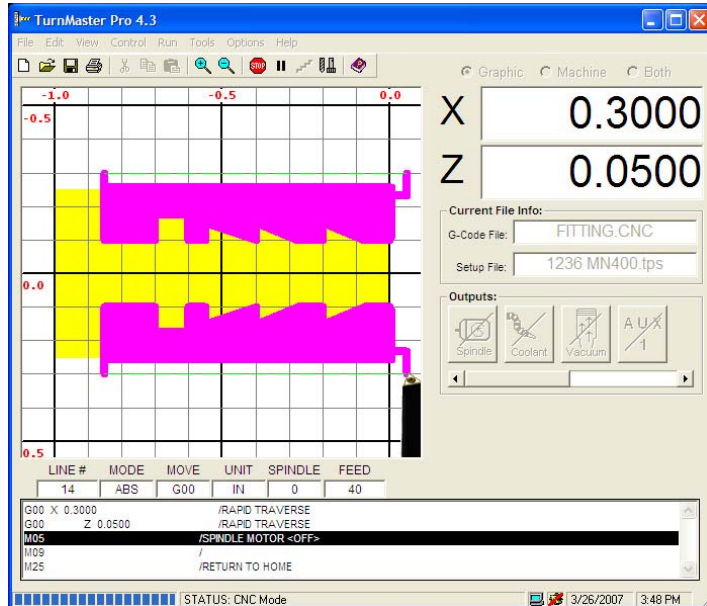 TurnMaster Pro 4.3
File Edit View Control Run Tools Options Help
STOP
Graphic Machine Both
-1.0 -0.5 0.0
-0.5
0.0
0.5
X 0.3000
Z 0.0500
Current File Info:
G-Code File: FITTING.CNC
Setup File: 1236 MN400.tps
Outputs:
Spindle Coolant Vacuum AUX 1
LINE # MODE MOVE UNIT SPINDLE FEED
14 ABS G00 IN 0 40
G00 X 0.3000 /RAPID TRAVERSE
G00 Z 0.0500 /RAPID TRAVERSE
M05 /SPINDLE MOTOR <OFF>
M09 /
M25 /RETURN TO HOME
STATUS: CNC Mode 3/26/2007 3:48 PM